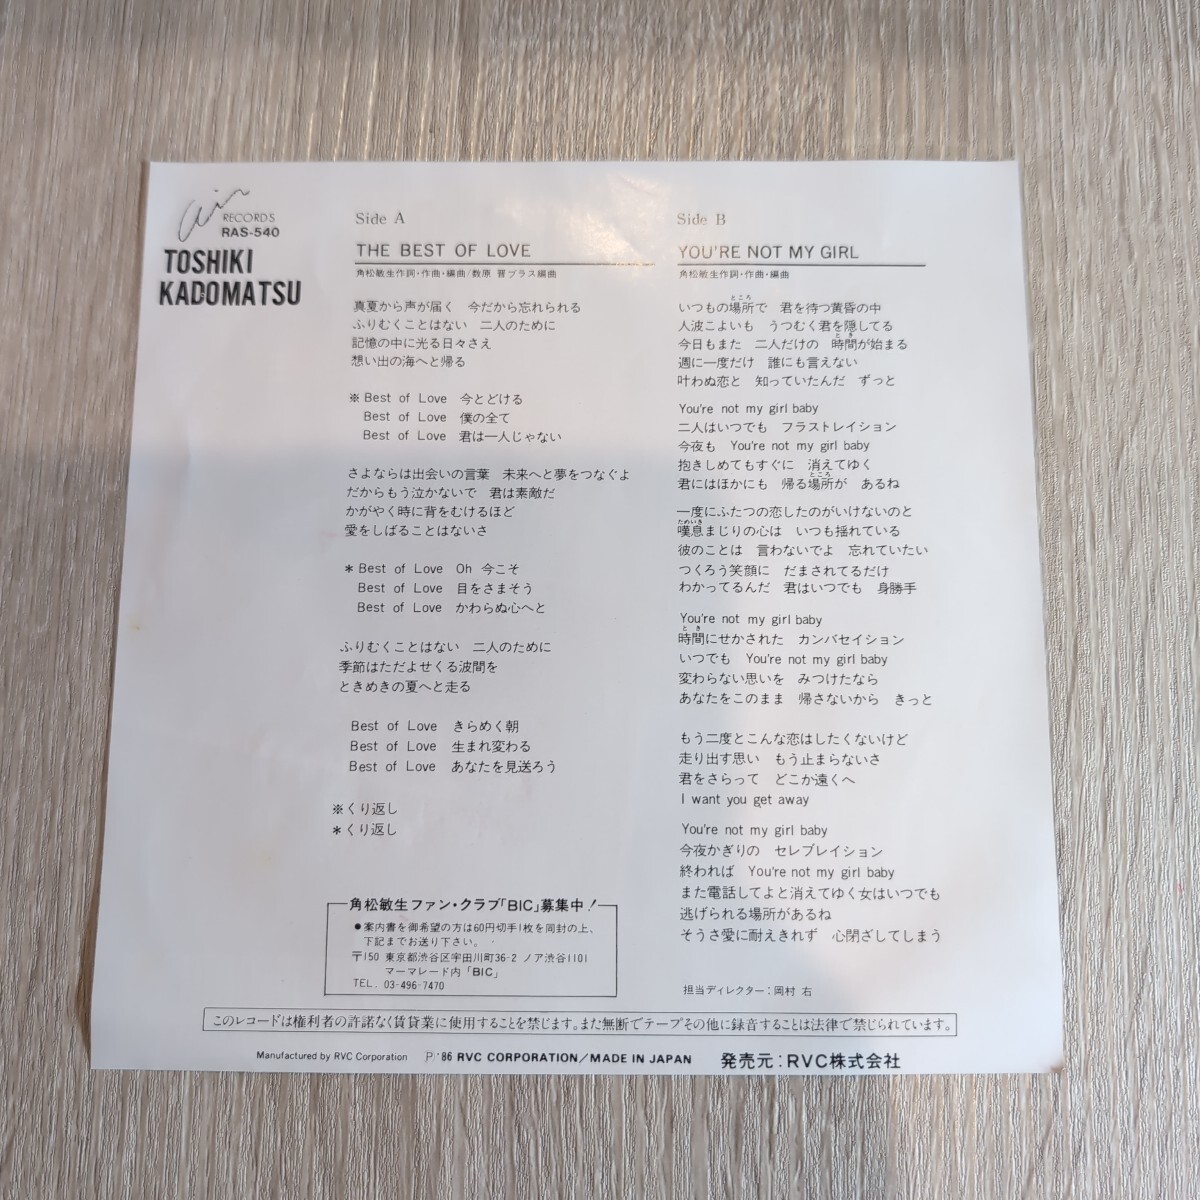 air RECORDS
RAS-540
TOSHIKI
KADOMATSU
Side A
THE BEST OF LOVE
角松敏生作詞・作曲・編曲/数原 晋ブラス編曲
真夏から声が届く 今だから忘れられる
ふりむくことはない 二人のために
記憶の中に光る日々さえ
想い出の海へと帰る
※Best of Love 今とどける
Best of Love 僕の全て
Best of Love 君は一人じゃない
さよならは出会いの言葉 未来へと夢をつなぐよ
だからもう泣かないで 君は素敵だ
かがやく時に背をむけるほど
愛をしばることはないさ
*Best of Love Oh 今こそ
Best of Love 目をさまそう
Best of Love かわらぬ心へと
ふりむくことはない 二人のために
季節はただよせくる波間を
ときめきの夏へと走る
Best of Love きらめく朝
Best of Love 生まれ変わる
Best of Love あなたを見送ろう
※くり返し
*くり返し
角松敏生ファン・クラブ「BIC」募集中!
●案内書を御希望の方は60円切手1枚を同封の上、
下記までお送り下さい。
〒150 東京都渋谷区宇田川町36-2 ノア渋谷1101
マーマレード内「BIC」
TEL. 03-496-7470
Side B
YOU'RE NOT MY GIRL
角松敏生作詞・作曲・編曲
ところ
いつもの場所で 君を待つ黄昏の中
人波こよいも うつむく君を隠してる
とき
今日もまた 二人だけの 時間が始まる
週に一度だけ 誰にも言えない
叶わぬ恋と 知っていたんだ ずっと
You're not my girl baby
二人はいつでも フラストレイション
今夜も You're not my girl baby
抱きしめてもすぐに 消えてゆく
ところ
君にはほかにも 帰る場所が あるね
一度にふたつの恋したのがいけないのと
ためいき
嘆息まじりの心は いつも揺れている
彼のことは 言わないでよ 忘れていたい
つくろう笑顔に だまされてるだけ
わかってるんだ 君はいつでも 身勝手
You're not my girl baby
とき
時間にせかされた カンバセイション
いつでも You're not my girl baby
変わらない思いを みつけたなら
あなたをこのまま 帰さないから きっと
もう二度とこんな恋はしたくないけど
走り出す思い もう止まらないさ
君をさらって どこか遠くへ
I want you get away
You're not my girl baby
今夜かぎりの セレブレイション
終われば You're not my girl baby
また電話してよと消えてゆく女はいつでも
逃げられる場所があるね
そうさ愛に耐えきれず 心閉ざしてしまう
担当ディレクター:岡村 右
このレコードは権利者の許諾なく賃貸業に使用することを禁じます。また無断でテープその他に録音することは法律で禁じられています。
Manufactured by RVC Corporation Ⓟ '86 RVC CORPORATION/MADE IN JAPAN 発売元:RVC株式会社